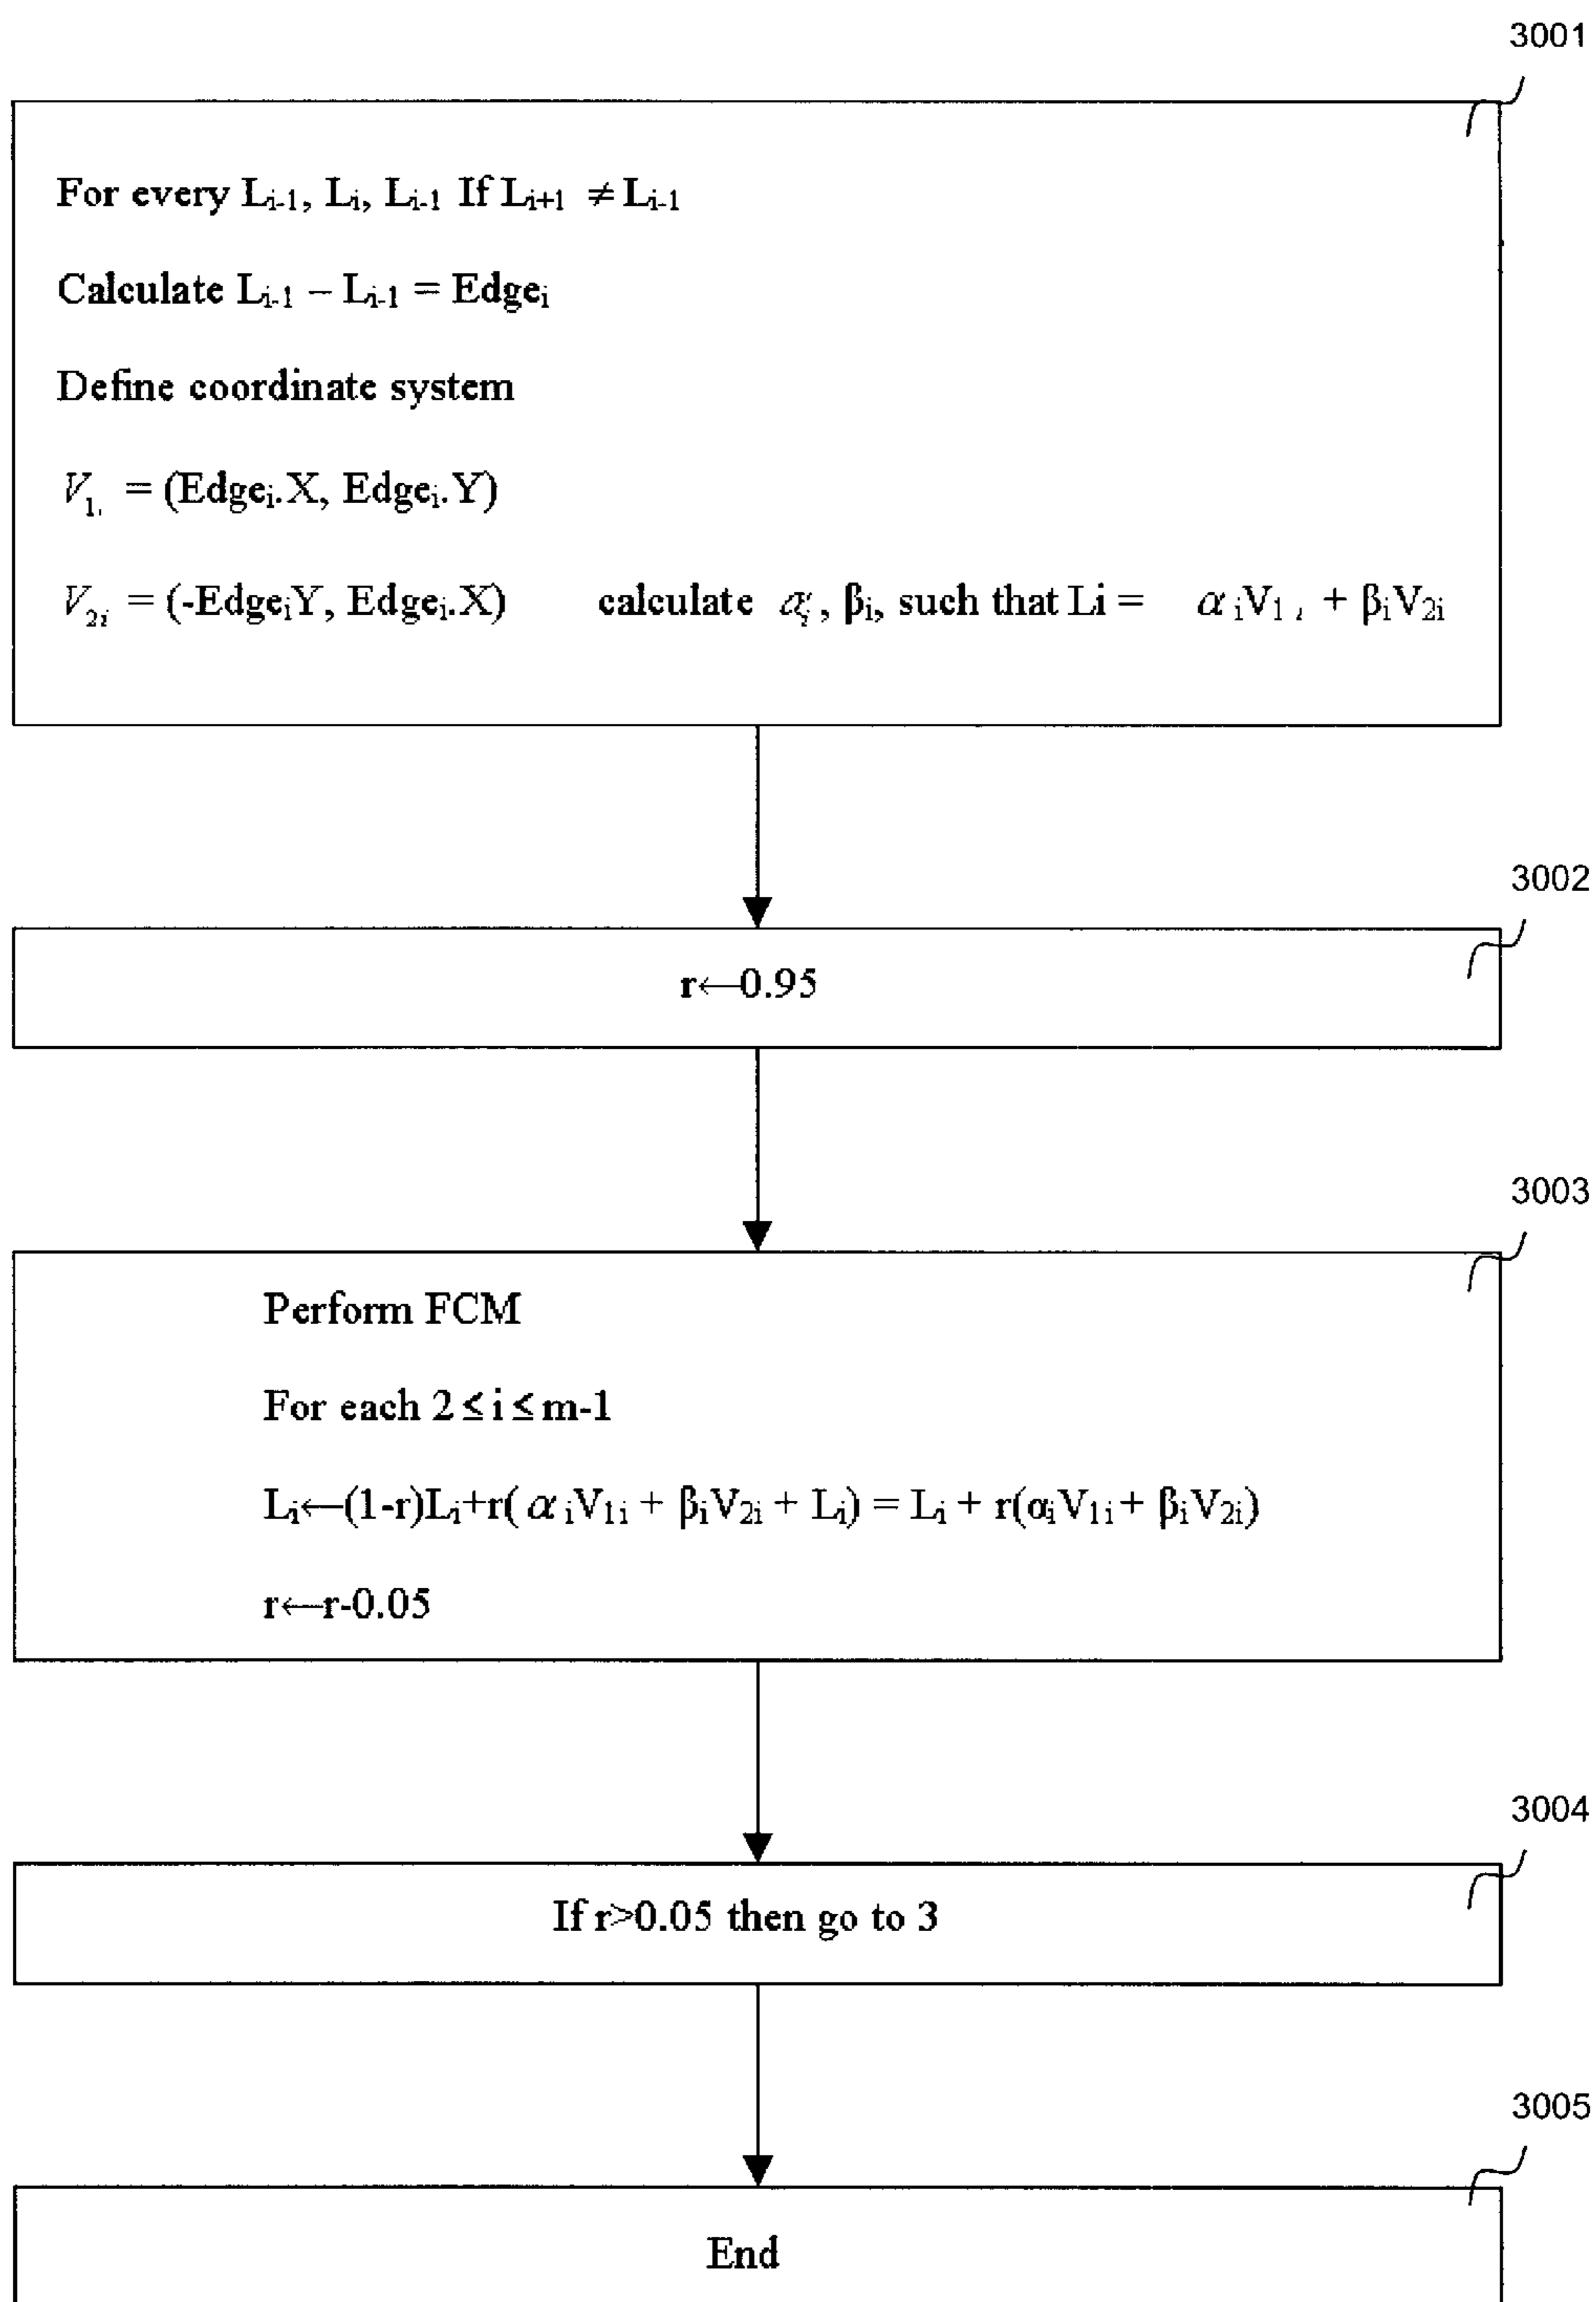 3001
For every Lᵢ₋₁, Lᵢ, Lᵢ₋₁ If Lᵢ₊₁ ≠ Lᵢ₋₁
Calculate Lᵢ₋₁ – Lᵢ₋₁ = Edgeᵢ
Define coordinate system
V₁ᵢ = (Edgeᵢ.X, Edgeᵢ.Y)
V₂ᵢ = (-EdgeᵢY, Edgeᵢ.X) calculate αᵢ, βᵢ, such that Li = αᵢV₁ᵢ + βᵢV₂ᵢ
3002
r←0.95
3003
Perform FCM
For each 2 ≤ i ≤ m-1
Lᵢ←(1-r)Lᵢ+r( αᵢV₁ᵢ + βᵢV₂ᵢ + Lᵢ) = Lᵢ + r(αᵢV₁ᵢ + βᵢV₂ᵢ)
r←r-0.05
3004
If r>0.05 then go to 3
3005
End